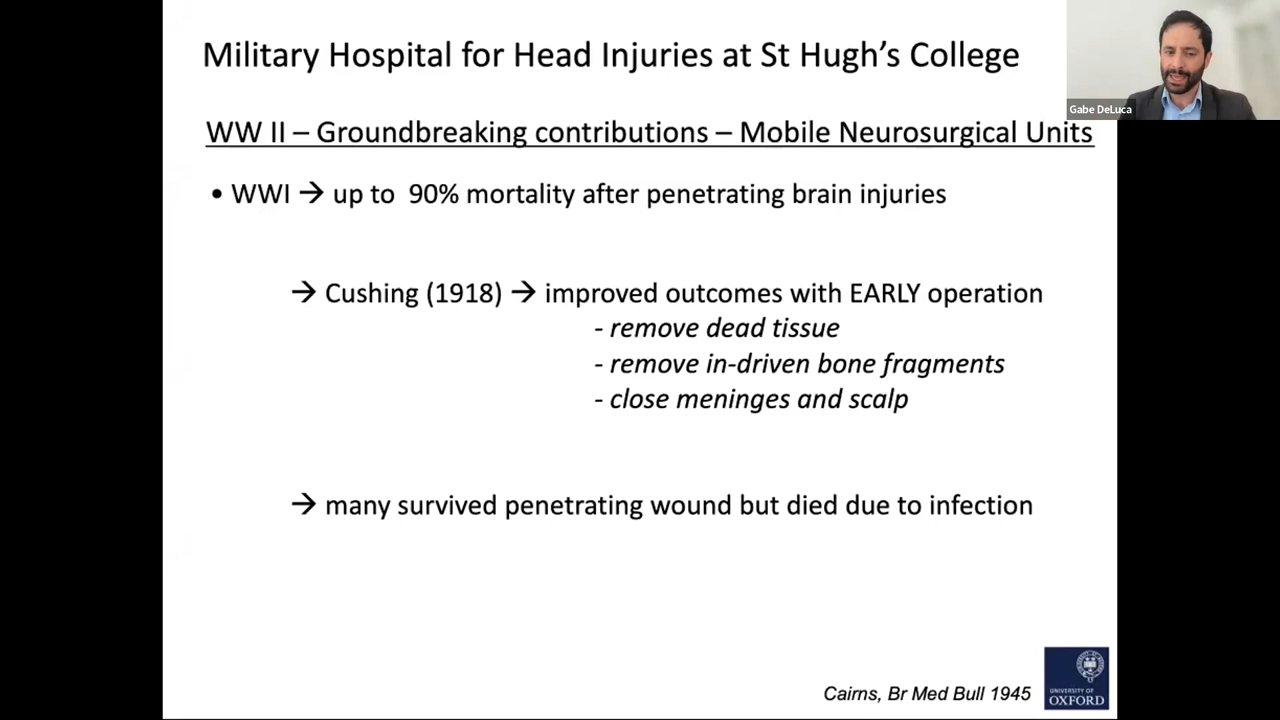 Military Hospital for Head Injuries at St Hugh’s College
Gabe DeLuca
WW II – Groundbreaking contributions – Mobile Neurosurgical Units
• WWI → up to 90% mortality after penetrating brain injuries
→ Cushing (1918) → improved outcomes with EARLY operation
- remove dead tissue
- remove in-driven bone fragments
- close meninges and scalp
→ many survived penetrating wound but died due to infection
Cairns, Br Med Bull 1945
UNIVERSITY OF
OXFORD